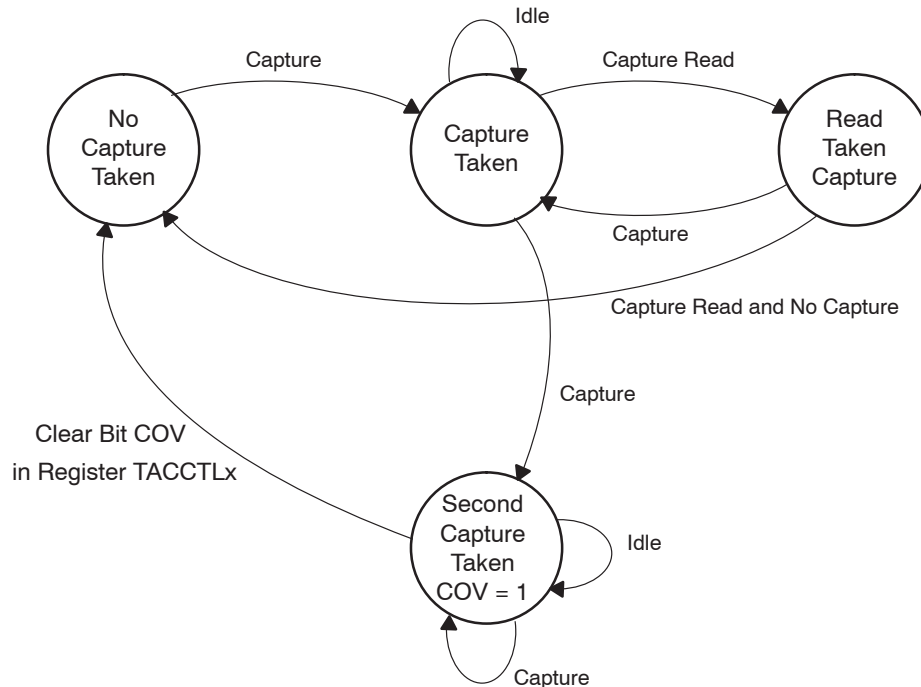 Idle
Capture
Capture Read
No
Capture
Taken
Capture
Taken
Read
Taken
Capture
Capture
Capture Read and No Capture
Capture
Clear Bit COV
in Register TACCTLx
Second
Capture
Taken
COV = 1
Idle
Capture